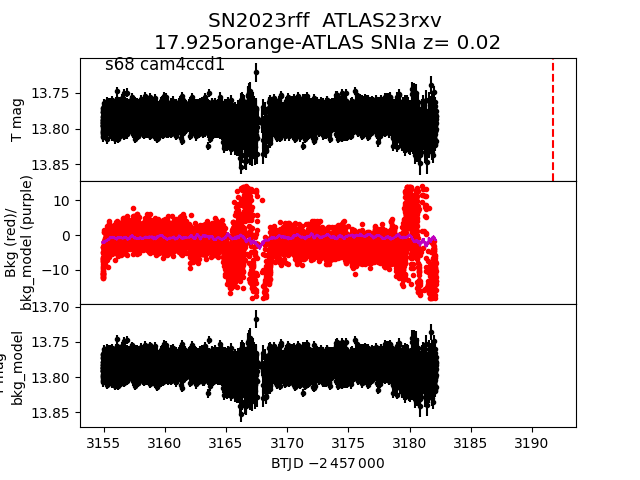 SN2023rff ATLAS23rxv
17.925orange-ATLAS SNIa z= 0.02
s68 cam4ccd1
T mag
13.75
13.80
13.85
Bkg (red)/
bkg_model (purple)
10
0
−10
bkg_model
13.70
13.75
13.80
13.85
3155 3160 3165 3170 3175 3180 3185 3190
BTJD −2 457 000